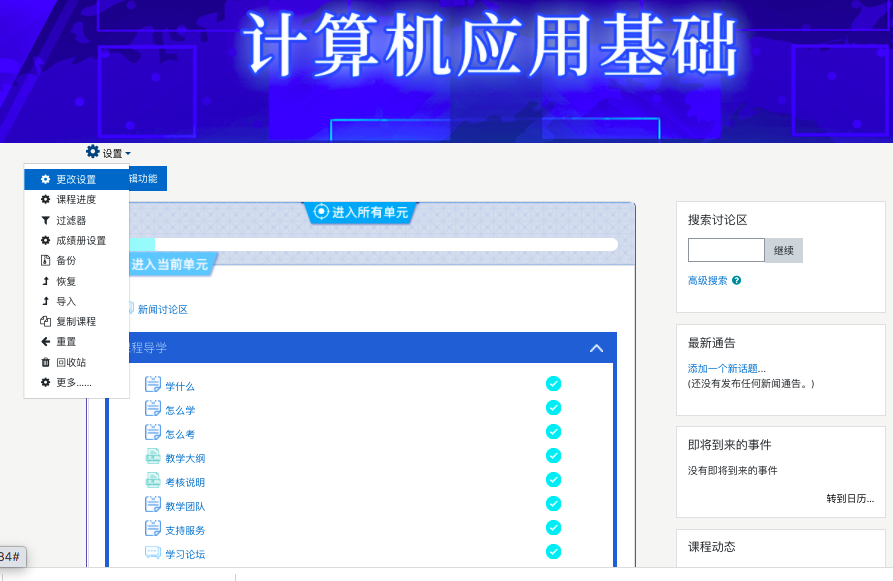 计算机应用基础
设置
更改设置
课程进度
过滤器
成绩册设置
备份
恢复
导入
复制课程
重置
回收站
更多......
辑功能
进入所有单元
进入当前单元
新闻讨论区
程导学
学什么
怎么学
怎么考
教学大纲
考核说明
教学团队
支持服务
学习论坛
搜索讨论区
继续
高级搜索
最新通告
添加一个新话题...
(还没有发布任何新闻通告。)
即将到来的事件
没有即将到来的事件
转到日历...
课程动态
34#